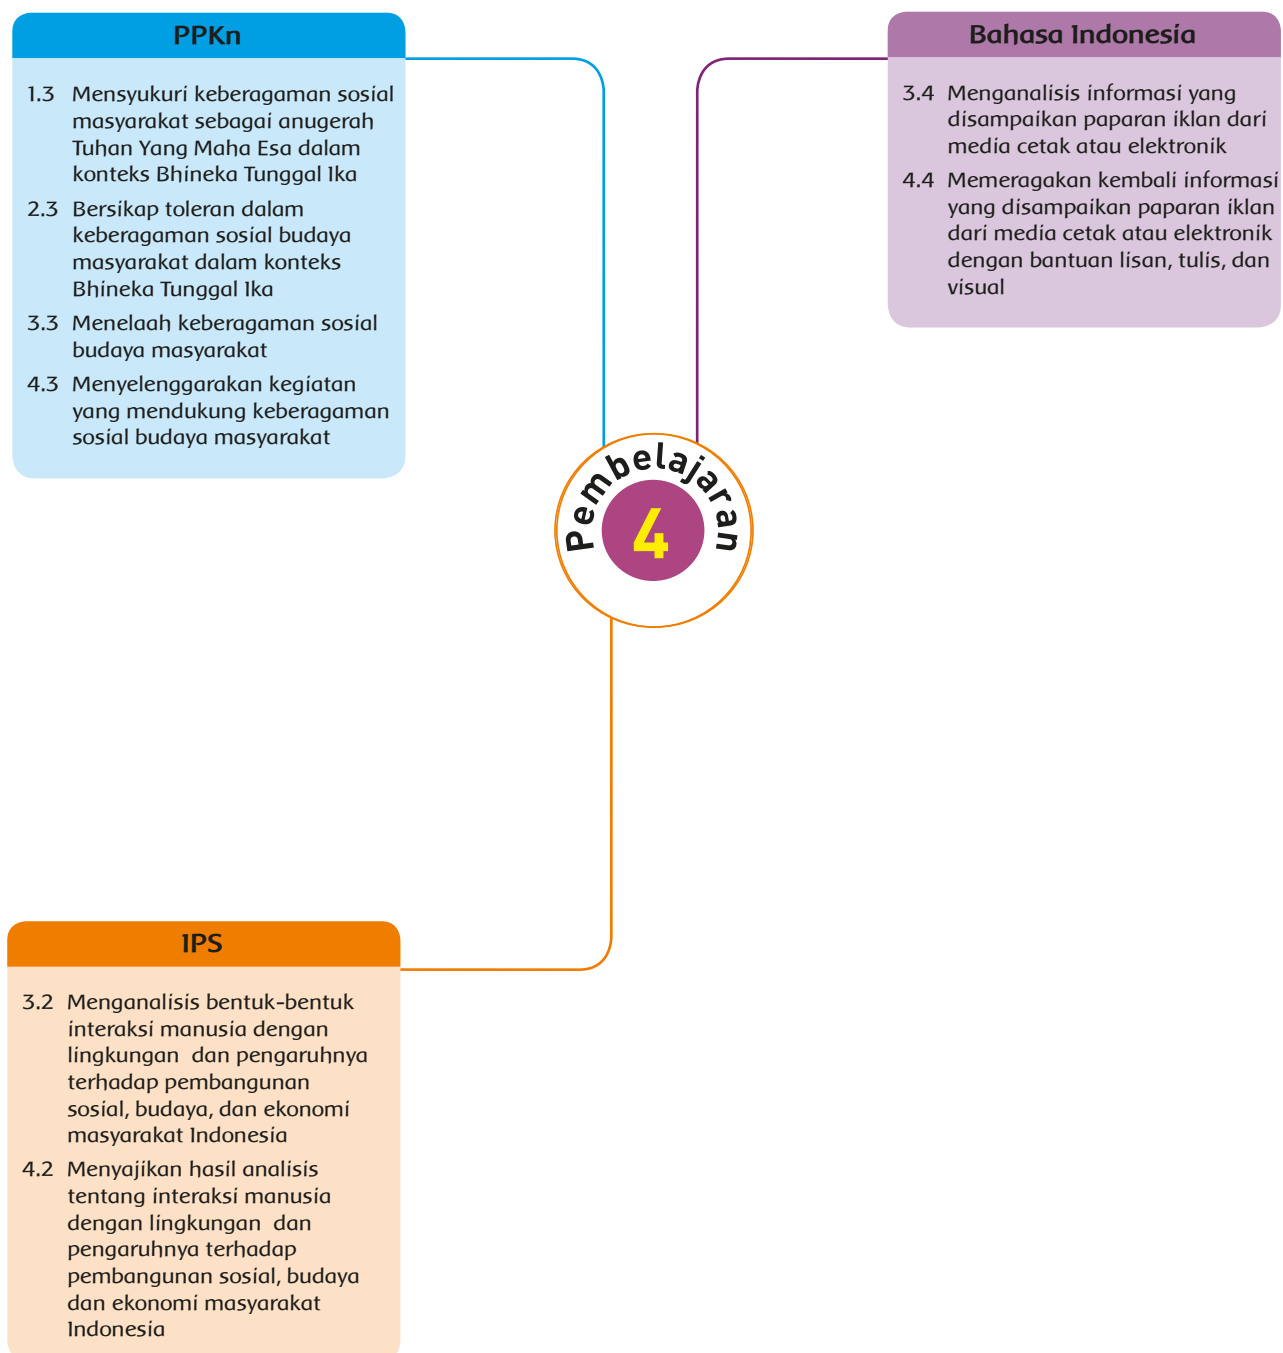 PPKn
1.3 Mensyukuri keberagaman sosial
masyarakat sebagai anugerah
Tuhan Yang Maha Esa dalam
konteks Bhineka Tunggal Ika
2.3 Bersikap toleran dalam
keberagaman sosial budaya
masyarakat dalam konteks
Bhineka Tunggal Ika
3.3 Menelaah keberagaman sosial
budaya masyarakat
4.3 Menyelenggarakan kegiatan
yang mendukung keberagaman
sosial budaya masyarakat
Bahasa Indonesia
3.4 Menganalisis informasi yang
disampaikan paparan iklan dari
media cetak atau elektronik
4.4 Memeragakan kembali informasi
yang disampaikan paparan iklan
dari media cetak atau elektronik
dengan bantuan lisan, tulis, dan
visual
Pembelajaran
4
IPS
3.2 Menganalisis bentuk-bentuk
interaksi manusia dengan
lingkungan dan pengaruhnya
terhadap pembangunan
sosial, budaya, dan ekonomi
masyarakat Indonesia
4.2 Menyajikan hasil analisis
tentang interaksi manusia
dengan lingkungan dan
pengaruhnya terhadap
pembangunan sosial, budaya
dan ekonomi masyarakat
Indonesia